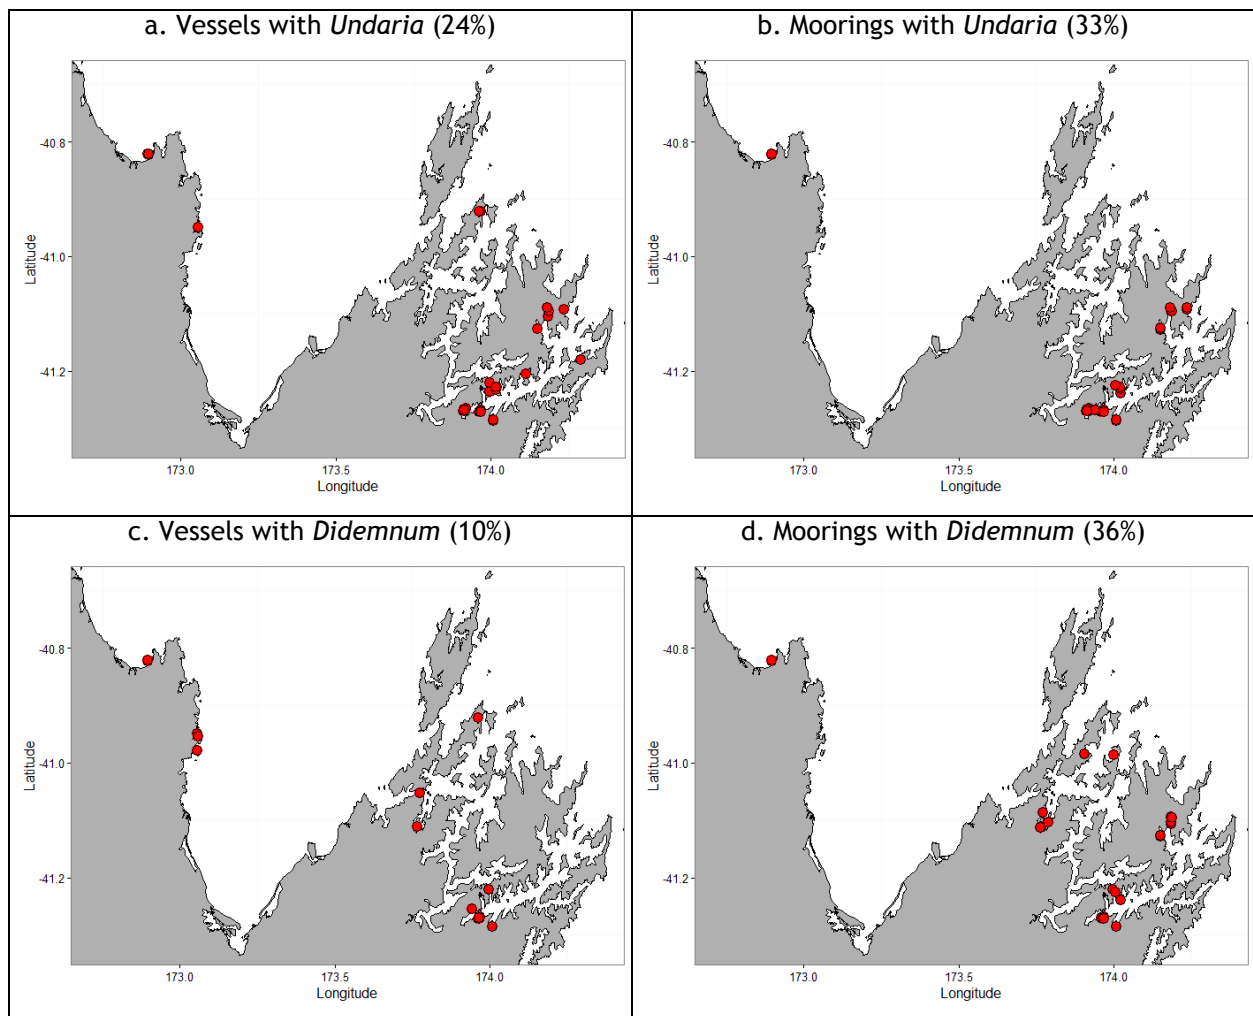 a. Vessels with Undaria (24%)
-40.8
-41.0
-41.2
Latitude
173.0
173.5
174.0
Longitude
b. Moorings with Undaria (33%)
-40.8
-41.0
-41.2
Latitude
173.0
173.5
174.0
Longitude
c. Vessels with Didemnum (10%)
-40.8
-41.0
-41.2
Latitude
173.0
173.5
174.0
Longitude
d. Moorings with Didemnum (36%)
-40.8
-41.0
-41.2
Latitude
173.0
173.5
174.0
Longitude